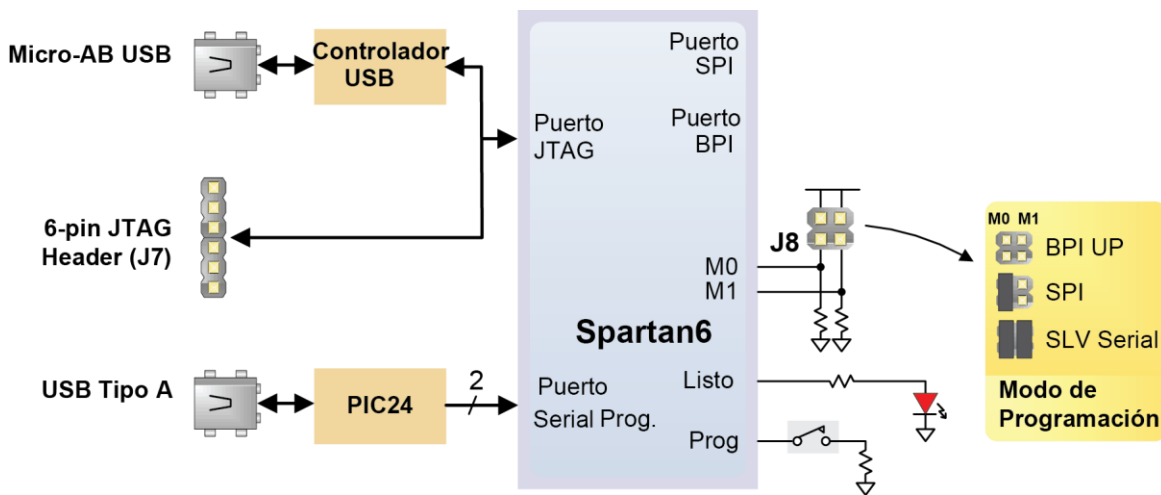 Micro-AB USB
Controlador
USB
6-pin JTAG
Header (J7)
USB Tipo A
PIC24
2
Puerto
SPI
Puerto
BPI
Puerto
JTAG
M0
M1
Spartan6
Puerto
Serial Prog.
Listo
Prog
J8
M0 M1
BPI UP
SPI
SLV Serial
Modo de
Programación